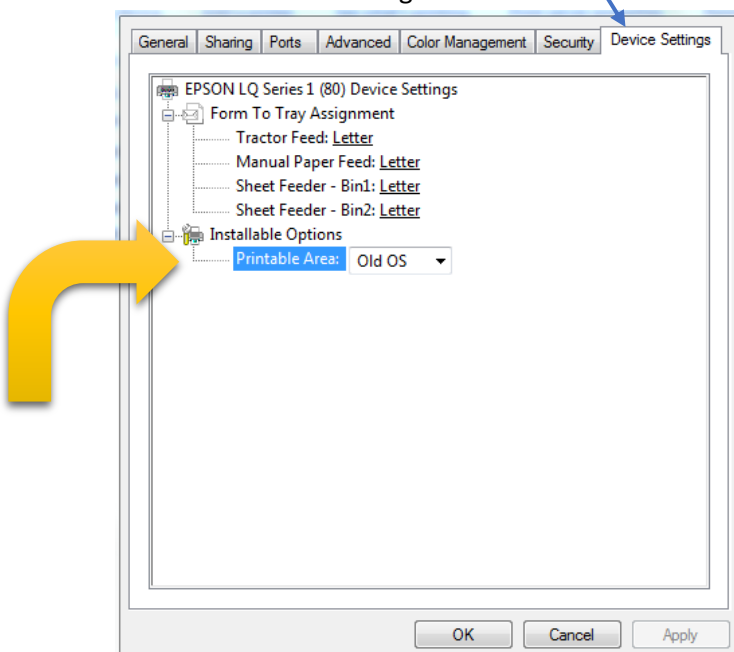 General Sharing Ports Advanced Color Management Security Device Settings
EPSON LQ Series 1 (80) Device Settings
Form To Tray Assignment
Tractor Feed: Letter
Manual Paper Feed: Letter
Sheet Feeder - Bin1: Letter
Sheet Feeder - Bin2: Letter
Installable Options
Printable Area: Old OS
OK Cancel Apply